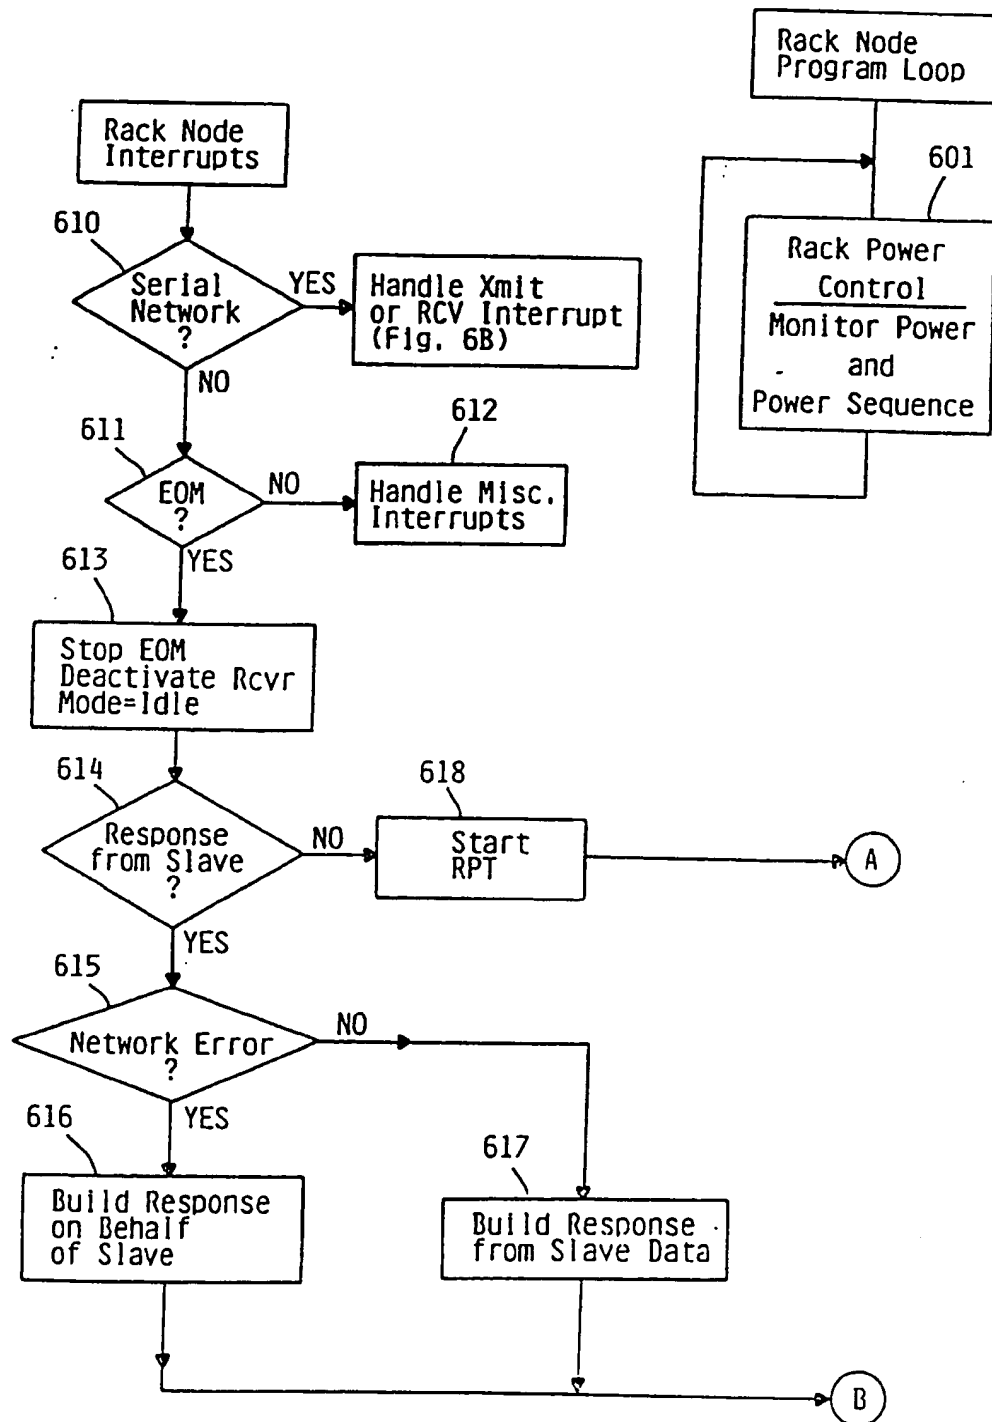 Rack Node
Program Loop
601
Rack Power
Control
Monitor Power
and
Power Sequence
Rack Node
Interrupts
610
Serial
Network
?
YES
Handle Xmit
or RCV Interrupt
(Fig. 6B)
NO
611
EOM
?
NO
612
Handle Misc.
Interrupts
YES
613
Stop EOM
Deactivate Rcvr
Mode=Idle
614
Response
from Slave
?
NO
618
Start
RPT
A
YES
615
Network Error
?
NO
YES
616
Build Response
on Behalf
of Slave
617
Build Response
from Slave Data
B